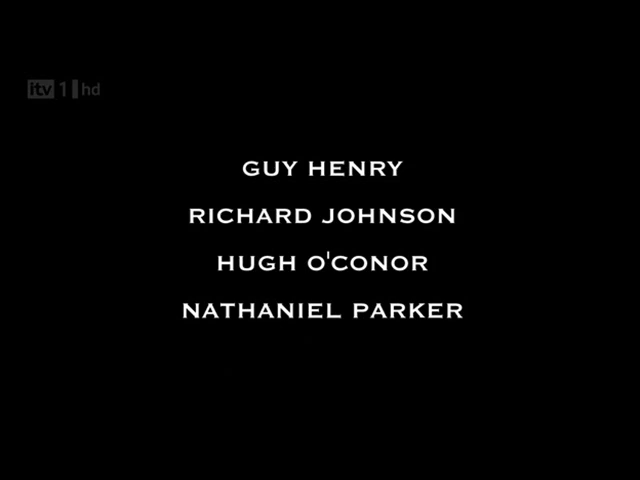 itv 1 hd
GUY HENRY
RICHARD JOHNSON
HUGH O'CONOR
NATHANIEL PARKER